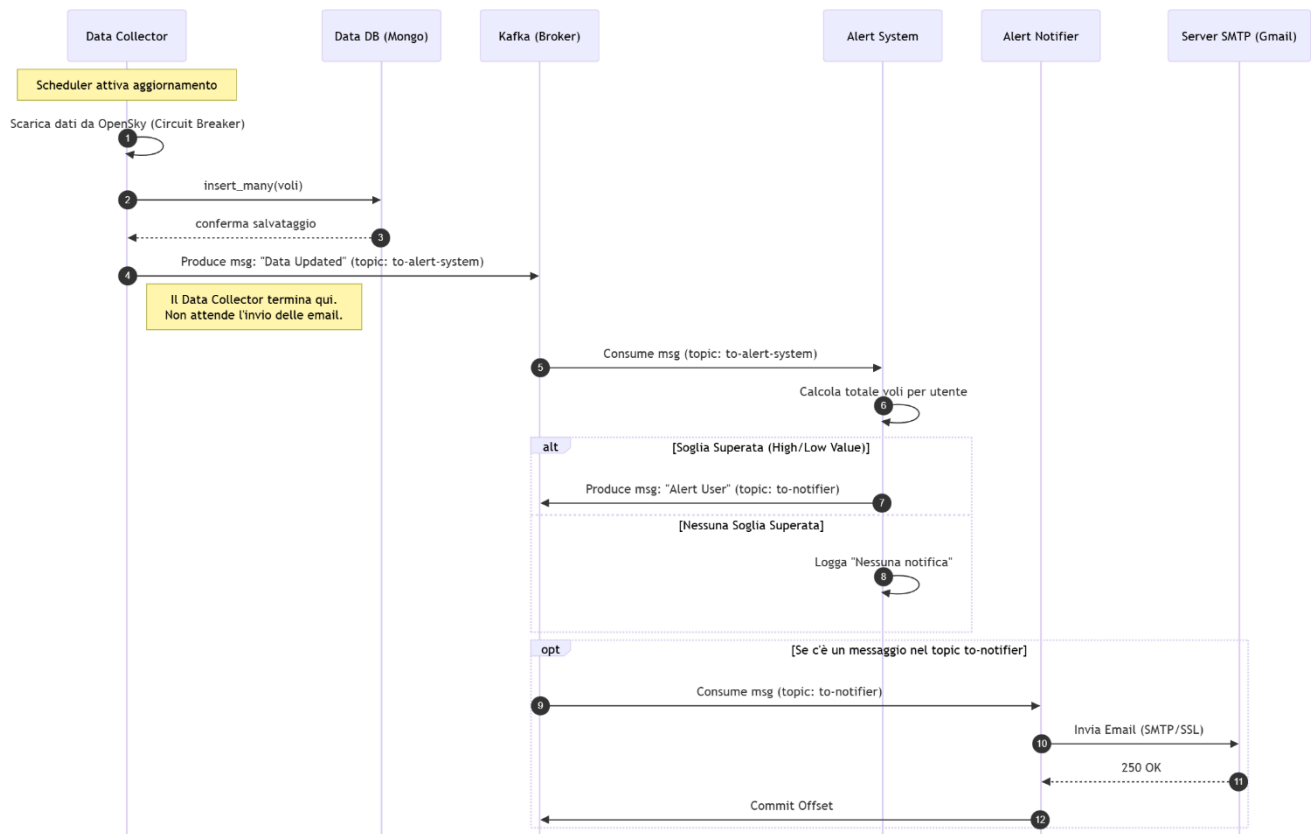 Data Collector
Data DB (Mongo)
Kafka (Broker)
Alert System
Alert Notifier
Server SMTP (Gmail)
Scheduler attiva aggiornamento
Scarica dati da OpenSky (Circuit Breaker)
1
insert_many(voli)
2
conferma salvataggio
3
Produce msg: "Data Updated" (topic: to-alert-system)
4
Il Data Collector termina qui.
Non attende l'invio delle email.
Consume msg (topic: to-alert-system)
5
Calcola totale voli per utente
6
alt
[Soglia Superata (High/Low Value)]
Produce msg: "Alert User" (topic: to-notifier)
7
[Nessuna Soglia Superata]
Logga "Nessuna notifica"
8
opt
[Se c'è un messaggio nel topic to-notifier]
Consume msg (topic: to-notifier)
9
Invia Email (SMTP/SSL)
10
250 OK
11
Commit Offset
12